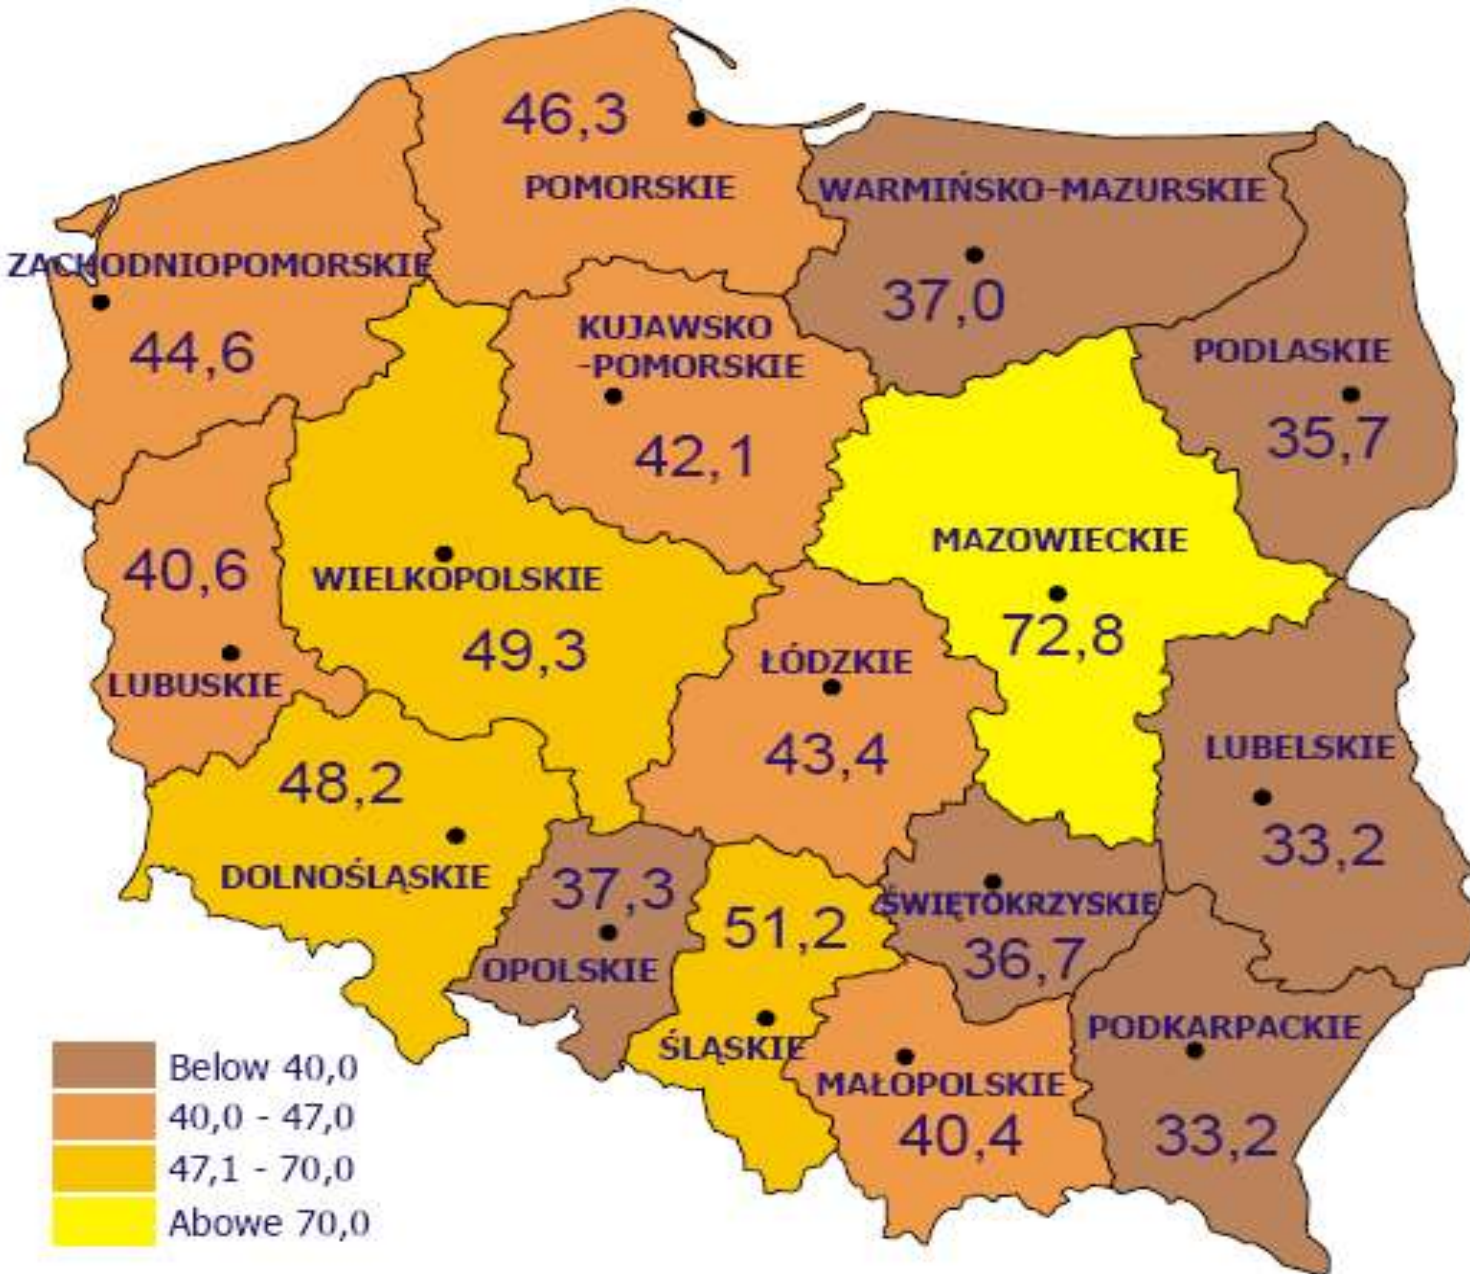 46,3
POMORSKIE
WARMIŃSKO-MAZURSKIE
37,0
ZACHODNIOPOMORSKIE
44,6
KUJAWSKO
-POMORSKIE
42,1
PODLASKIE
35,7
MAZOWIECKIE
72,8
40,6
LUBUSKIE
WIELKOPOLSKIE
49,3
ŁÓDZKIE
43,4
LUBELSKIE
33,2
48,2
DOLNOŚLĄSKIE
37,3
OPOLSKIE
51,2
ŚLĄSKIE
ŚWIĘTOKRZYSKIE
36,7
MAŁOPOLSKIE
40,4
PODKARPACKIE
33,2
Below 40,0
40,0 - 47,0
47,1 - 70,0
Abowe 70,0